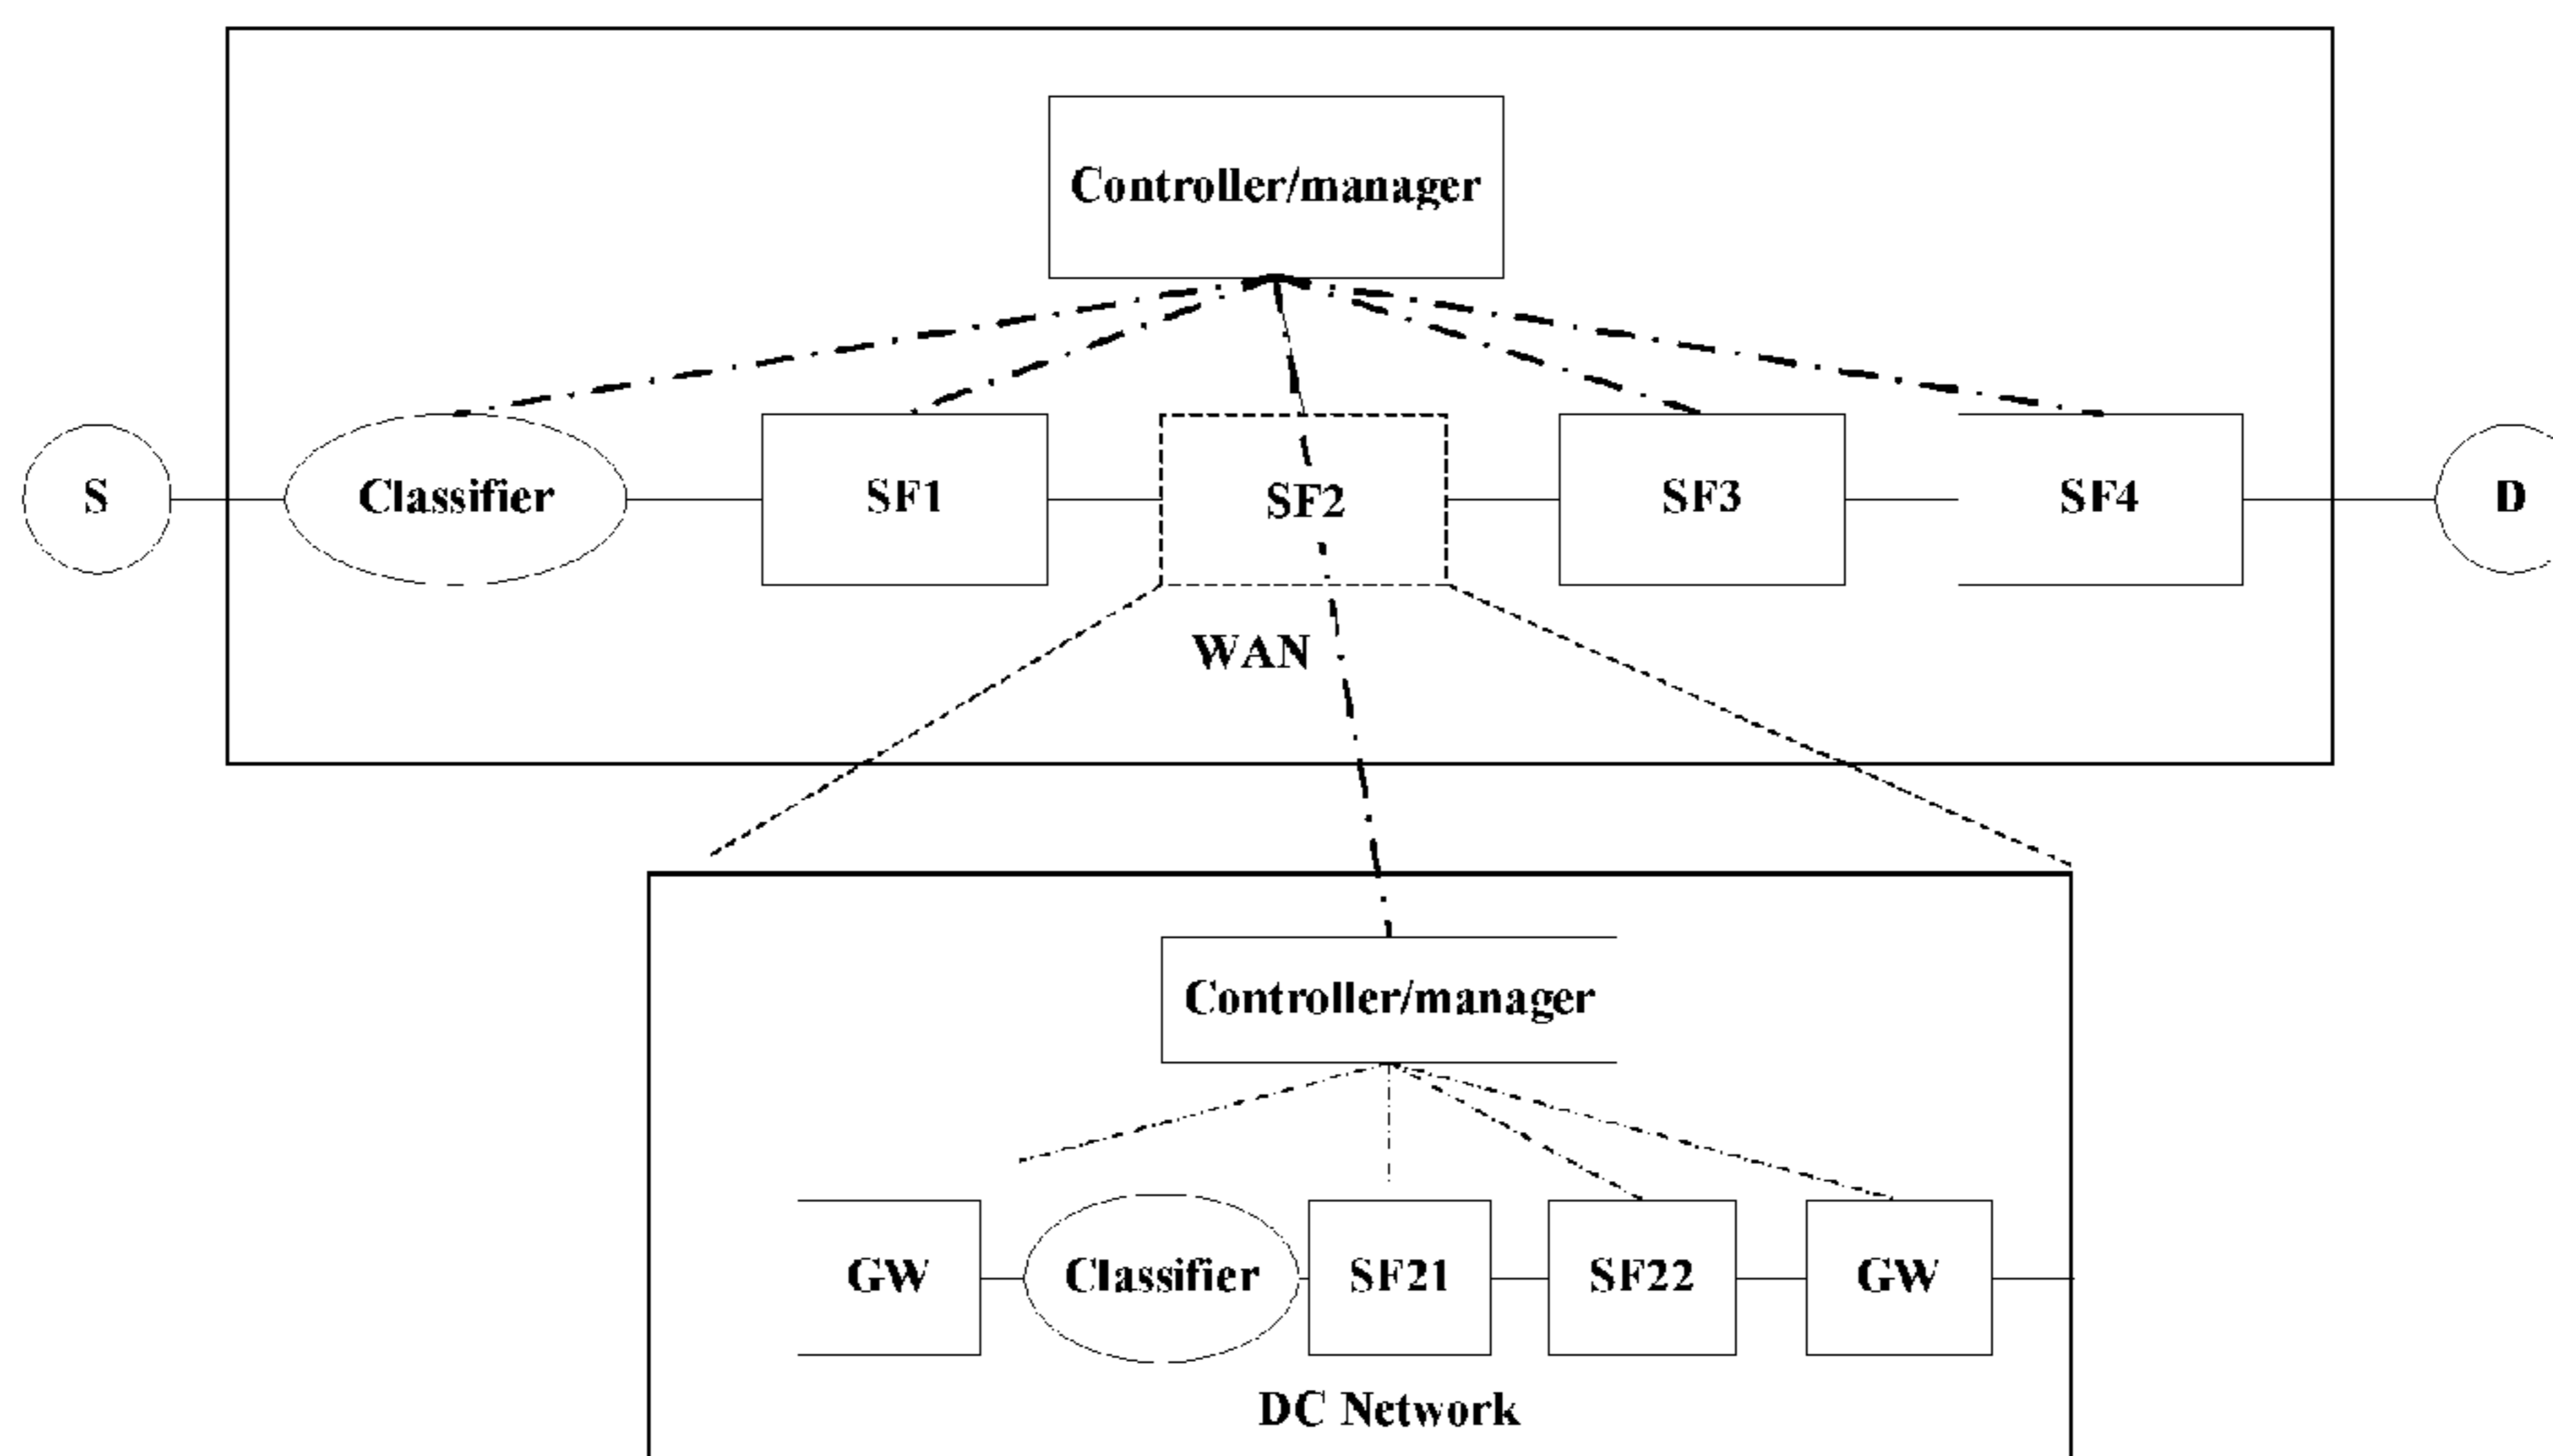 Controller/manager
S
Classifier
SF1
SF2
SF3
SF4
D
WAN
Controller/manager
GW
Classifier
SF21
SF22
GW
DC Network